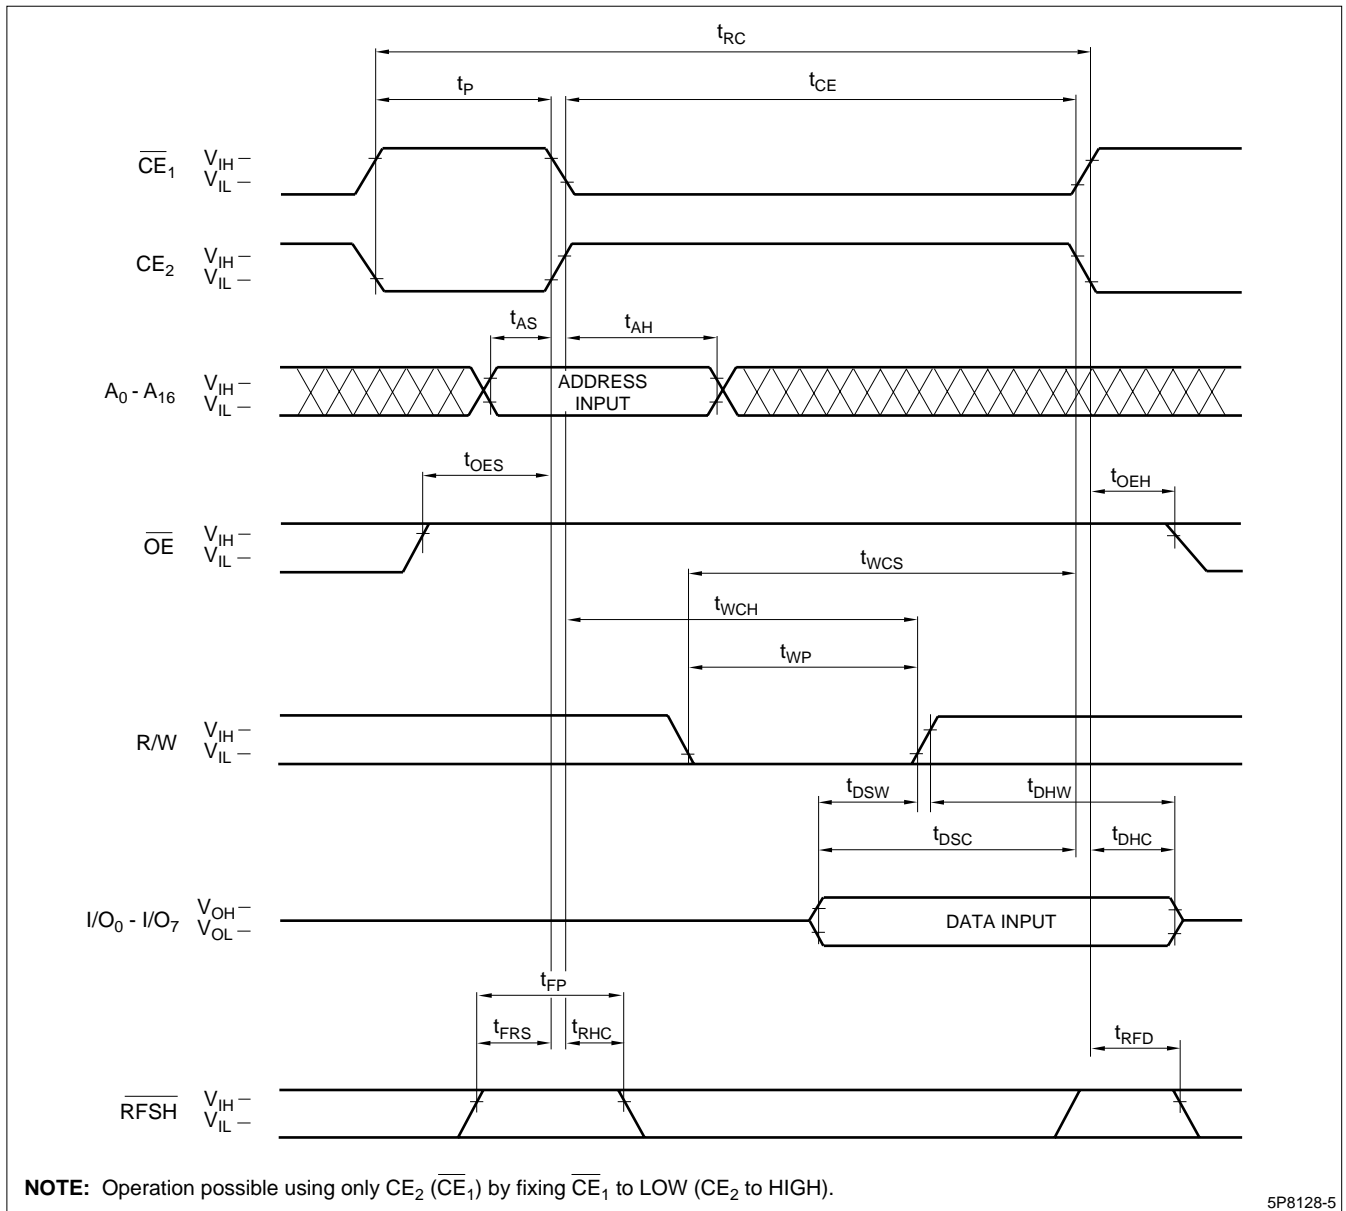 tRC
tP
tCE
CE1
VIH
VIL
CE2
VIH
VIL
tAS
tAH
A0 - A16
VIH
VIL
ADDRESS
INPUT
tOES
tOEH
OE
VIH
VIL
tWCS
tWCH
tWP
R/W
VIH
VIL
tDSW
tDHW
tDSC
tDHC
I/O0 - I/O7
VOH
VOL
DATA INPUT
tFP
tFRS
tRHC
tRFD
RFSH
VIH
VIL
NOTE: Operation possible using only CE2 (CE1) by fixing CE1 to LOW (CE2 to HIGH).
5P8128-5